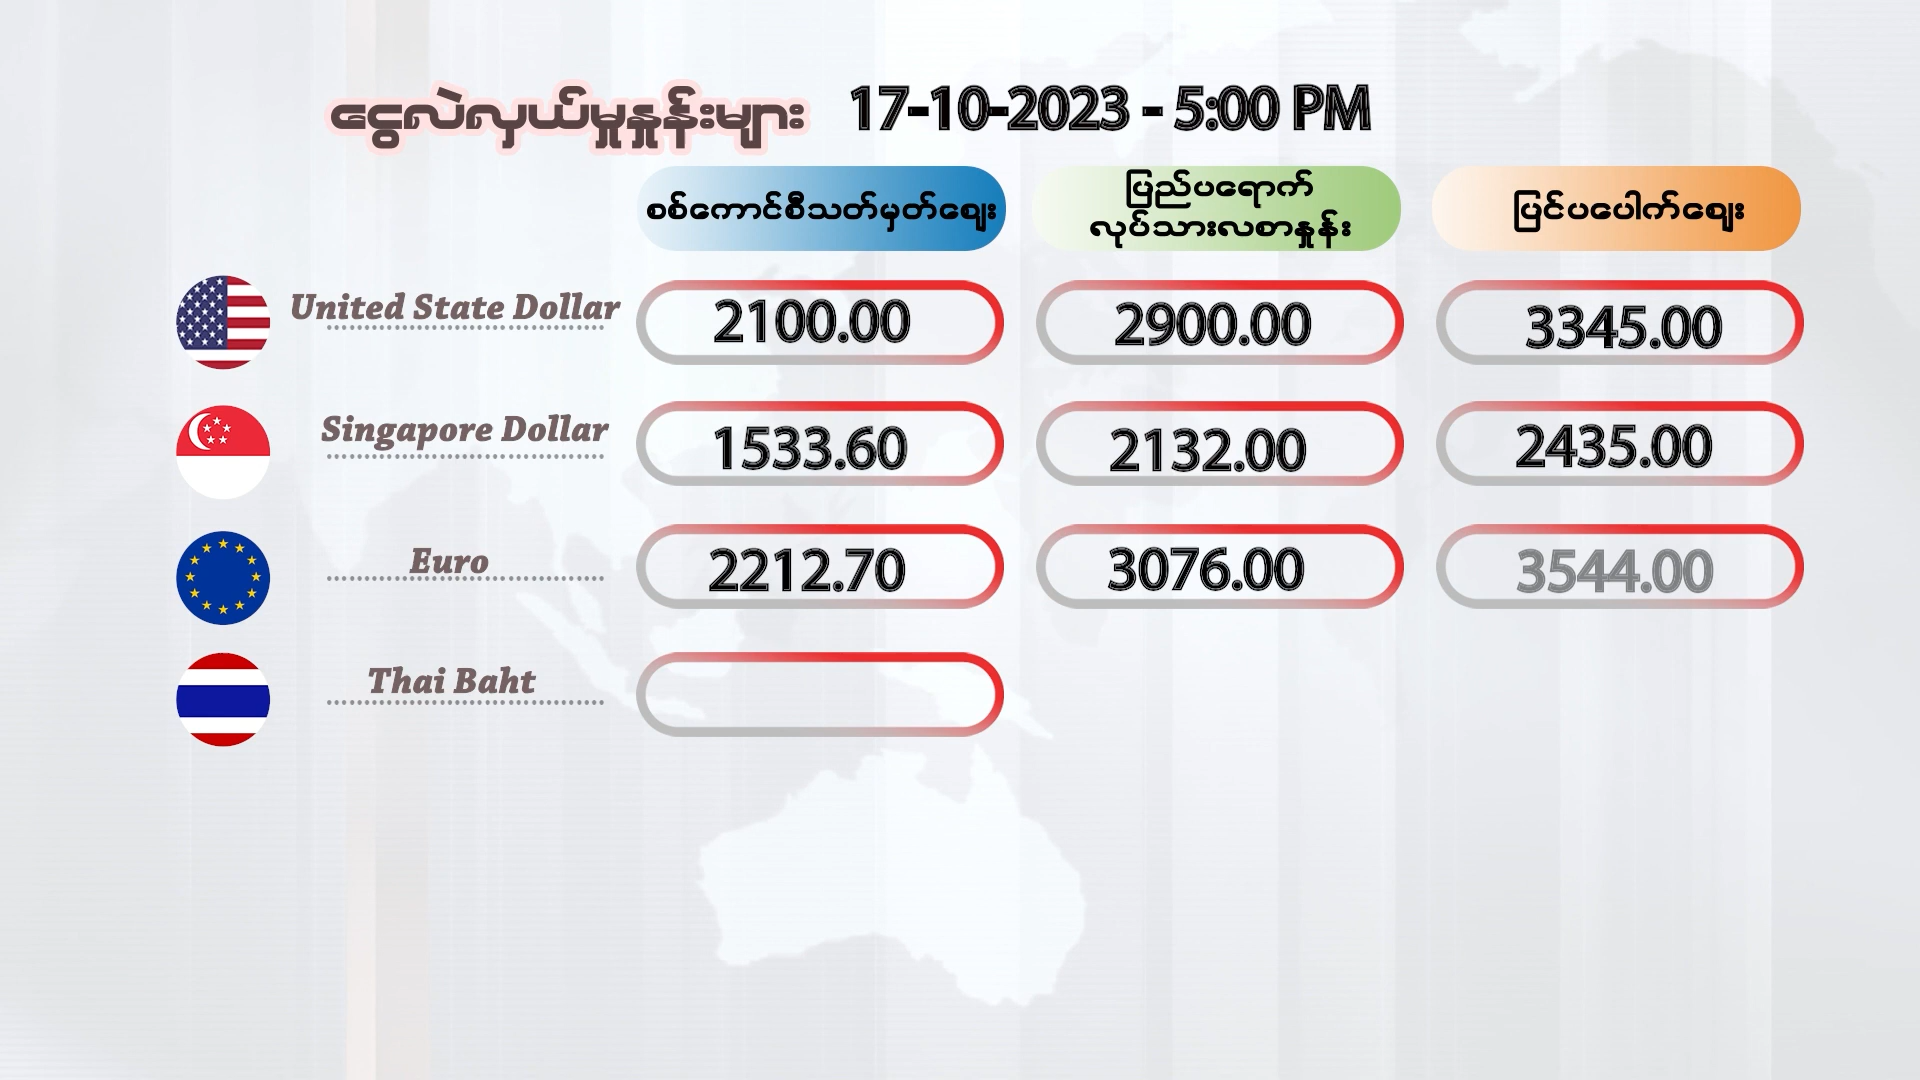 ငွေလဲလှယ်မှုနှုန်းများ 17-10-2023 - 5:00 PM
စစ်ကောင်စီသတ်မှတ်ဈေး
ပြည်ပရောက်
လုပ်သားလစာနှုန်း
ပြင်ပပေါက်ဈေး
United State Dollar 2100.00 2900.00 3345.00
Singapore Dollar 1533.60 2132.00 2435.00
Euro 2212.70 3076.00 3544.00
Thai Baht